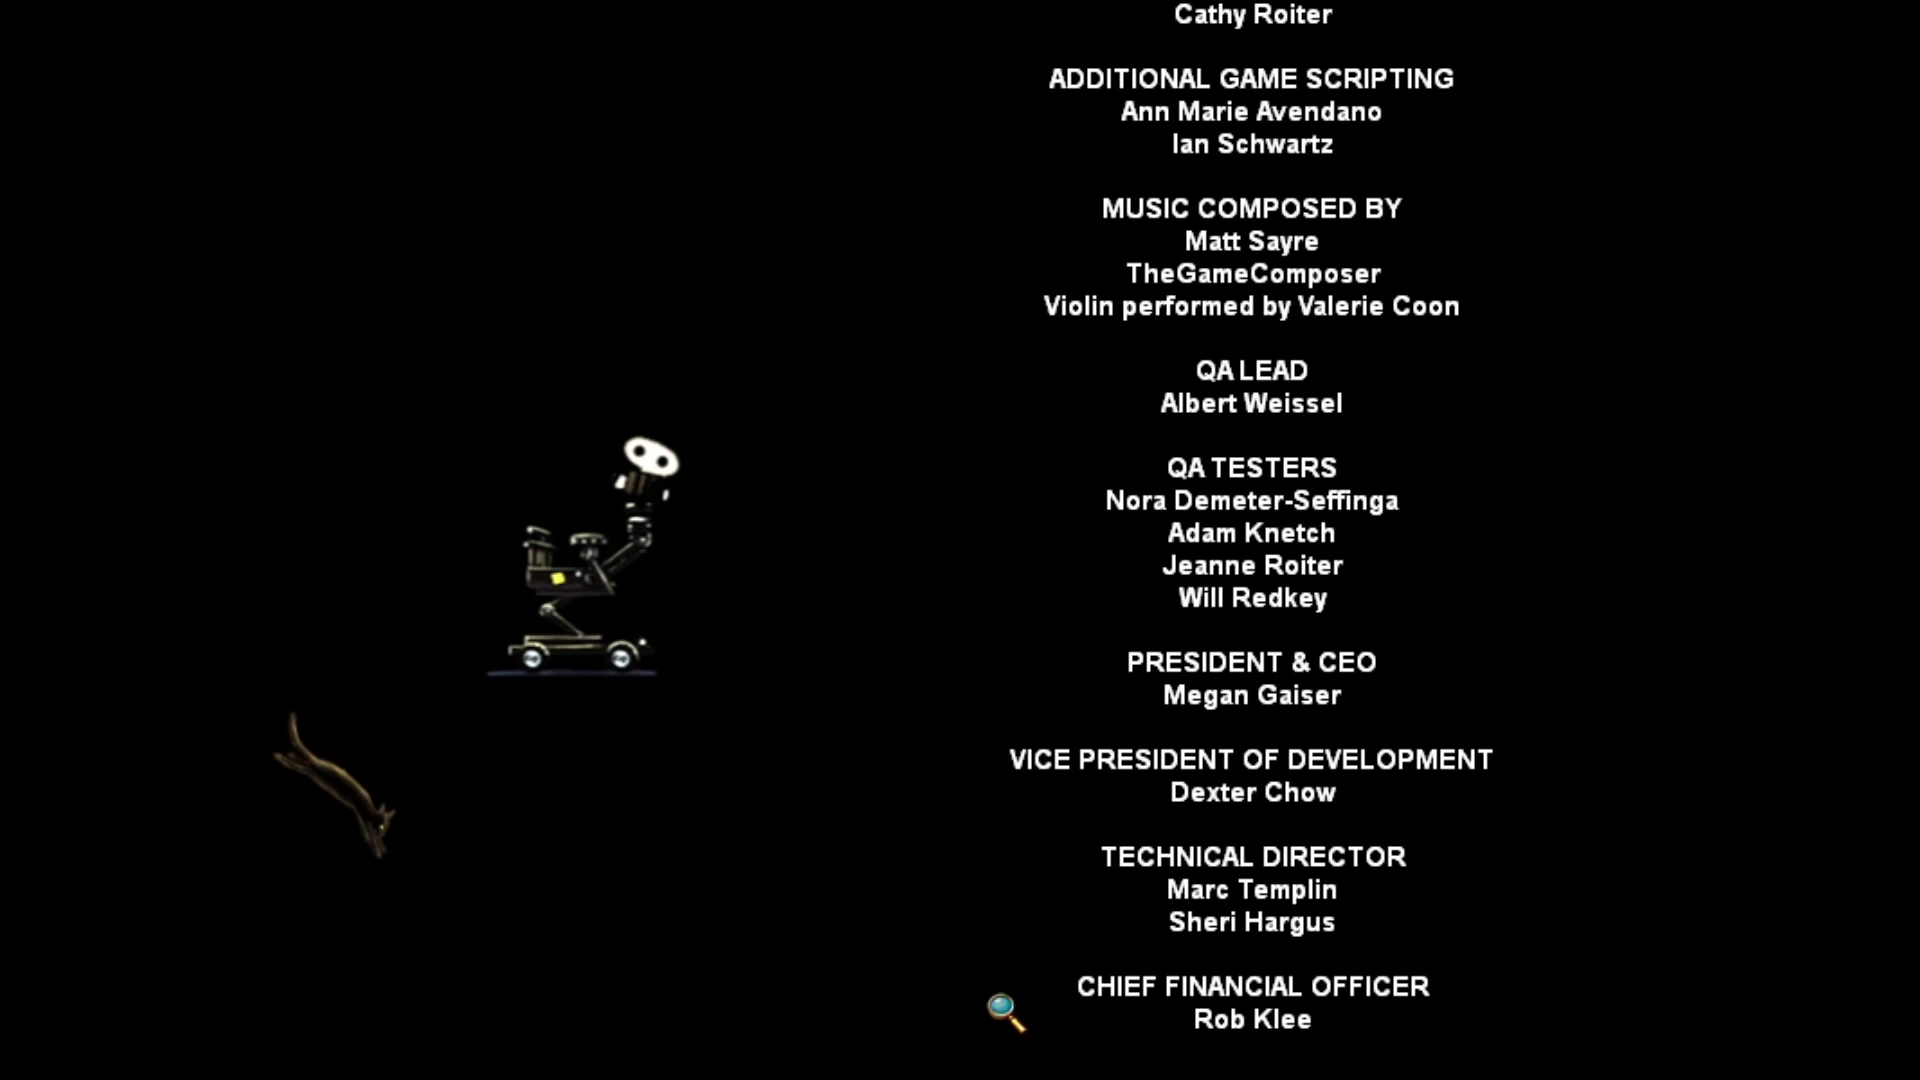 Cathy Roiter
ADDITIONAL GAME SCRIPTING
Ann Marie Avendano
Ian Schwartz
MUSIC COMPOSED BY
Matt Sayre
TheGameComposer
Violin performed by Valerie Coon
QA LEAD
Albert Weissel
QA TESTERS
Nora Demeter-Seffinga
Adam Knetch
Jeanne Roiter
Will Redkey
PRESIDENT & CEO
Megan Gaiser
VICE PRESIDENT OF DEVELOPMENT
Dexter Chow
TECHNICAL DIRECTOR
Marc Templin
Sheri Hargus
CHIEF FINANCIAL OFFICER
Rob Klee